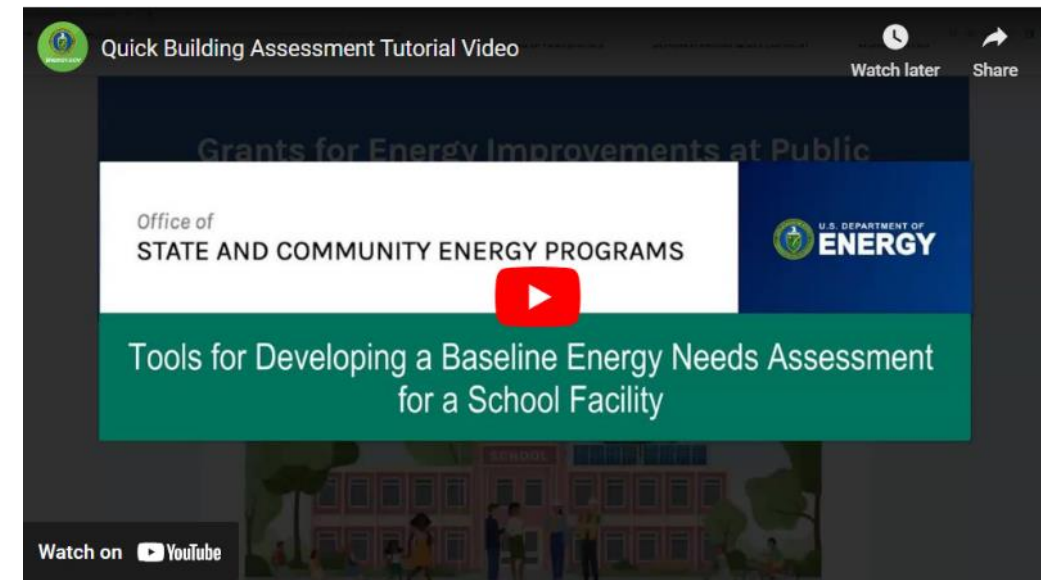 Quick Building Assessment Tutorial Video
Watch later
Share
Grants for Energy Improvements at Public
Office of
STATE AND COMMUNITY ENERGY PROGRAMS
U.S. DEPARTMENT OF
ENERGY
Tools for Developing a Baseline Energy Needs Assessment
for a School Facility
SCHOOL
Watch on YouTube